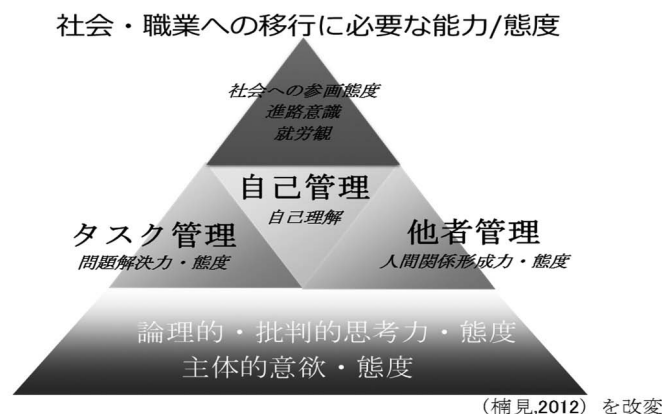 社会・職業への移行に必要な能力/態度
社会への参画態度
進路意識
就労観
自己管理
自己理解
タスク管理
問題解決力・態度
他者管理
人間関係形成力・態度
論理的・批判的思考力・態度
主体的意欲・態度
（楠見,2012）を改変